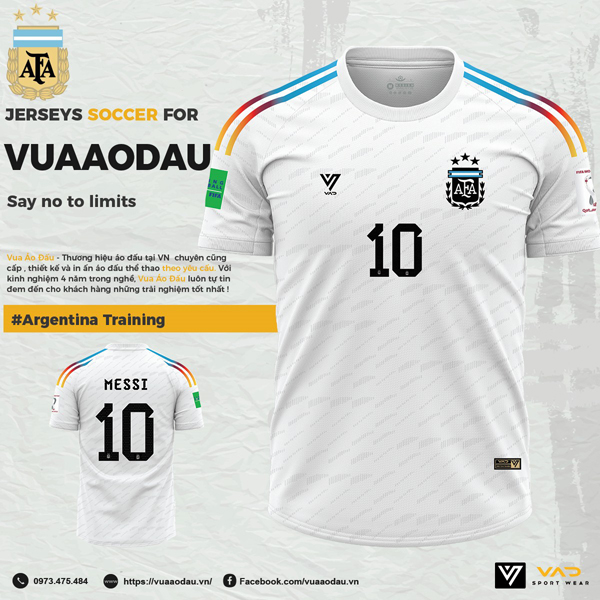 AFA
JERSEYS SOCCER FOR
VUAAODAU
Say no to limits
Vua Áo Đấu - Thương hiệu áo đấu tại.VN chuyên cũng
cấp , thiết kế và in ấn áo đấu thể thao theo yêu cầu. Với
kinh nghiệm 4 năm trong nghề, Vua Áo Đấu luôn tự tin
đem đến cho khách hàng những trải nghiệm tốt nhất !
#Argentina Training
VAD
AFA
10
FIFA
MESSI
10
VAD
0973.475.484
https://vuaaodau.vn/
Facebook.com/vuaaodau.vn/
VAD
SPORT WEAR